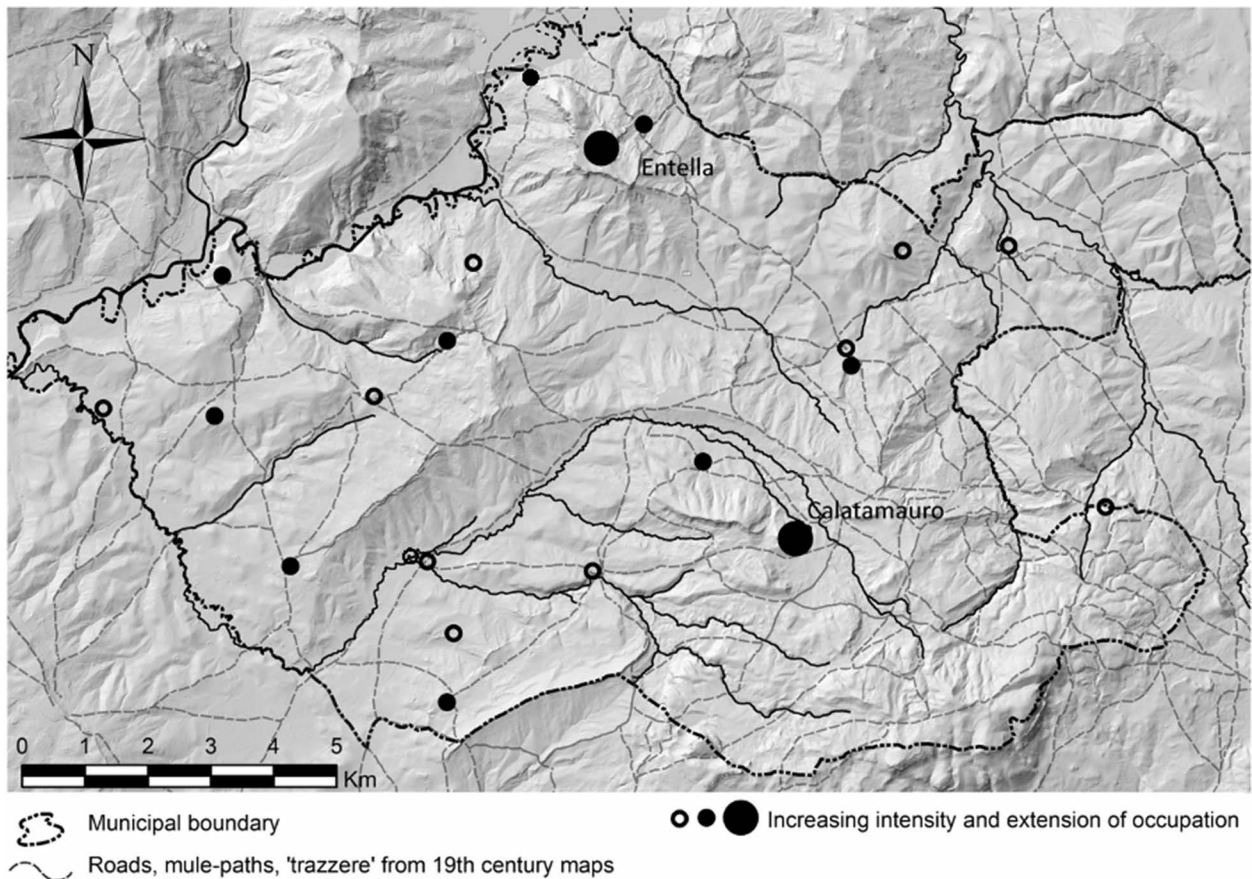 N
Entella
Calatamauro
0 1 2 3 4 5
Km
Municipal boundary
Increasing intensity and extension of occupation
Roads, mule-paths, 'trazzere' from 19th century maps